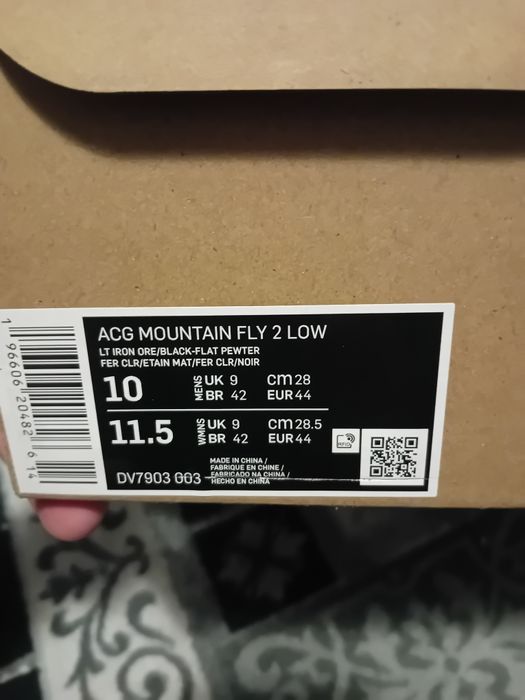 ACG MOUNTAIN FLY 2 LOW
LT IRON ORE/BLACK-FLAT PEWTER
FER CLR/ETAIN MAT/FER CLR/NOIR
10 MENS UK 9 CM 28
BR 42 EUR 44
11.5 WMNS UK 9 CM 28.5
BR 42 EUR 44
RFID
MADE IN CHINA /
FABRIQUE EN CHINE /
FABRICADO NA CHINA /
HECHO EN CHINA
DV7903 003
1 96606 20482 6 14